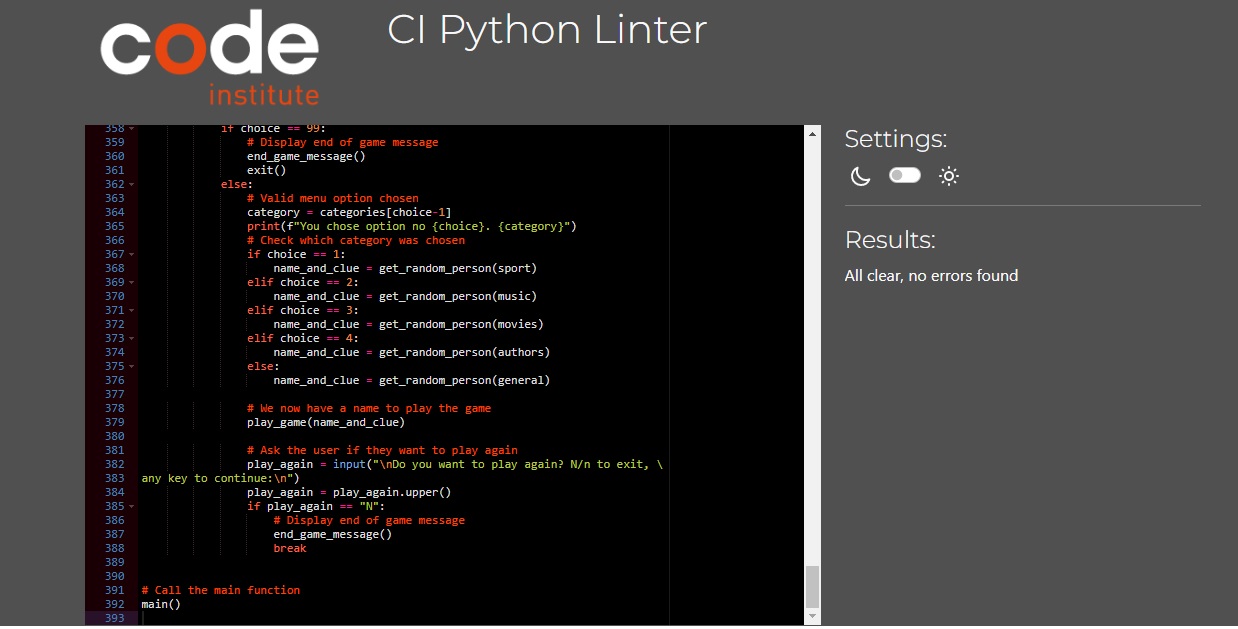 code
institute
CI Python Linter
358 if choice == 99:
359 # Display end of game message
360 end_game_message()
361 exit()
362 else:
363 # Valid menu option chosen
364 category = categories[choice-1]
365 print(f"You chose option no {choice}. {category}")
366 # Check which category was chosen
367 if choice == 1:
368 name_and_clue = get_random_person(sport)
369 elif choice == 2:
370 name_and_clue = get_random_person(music)
371 elif choice == 3:
372 name_and_clue = get_random_person(movies)
373 elif choice == 4:
374 name_and_clue = get_random_person(authors)
375 else:
376 name_and_clue = get_random_person(general)
377
378 # We now have a name to play the game
379 play_game(name_and_clue)
380
381 # Ask the user if they want to play again
382 play_again = input("\nDo you want to play again? N/n to exit, \
383 any key to continue:\n")
384 play_again = play_again.upper()
385 if play_again == "N":
386 # Display end of game message
387 end_game_message()
388 break
389
390
391 # Call the main function
392 main()
393
Settings:
Results:
All clear, no errors found